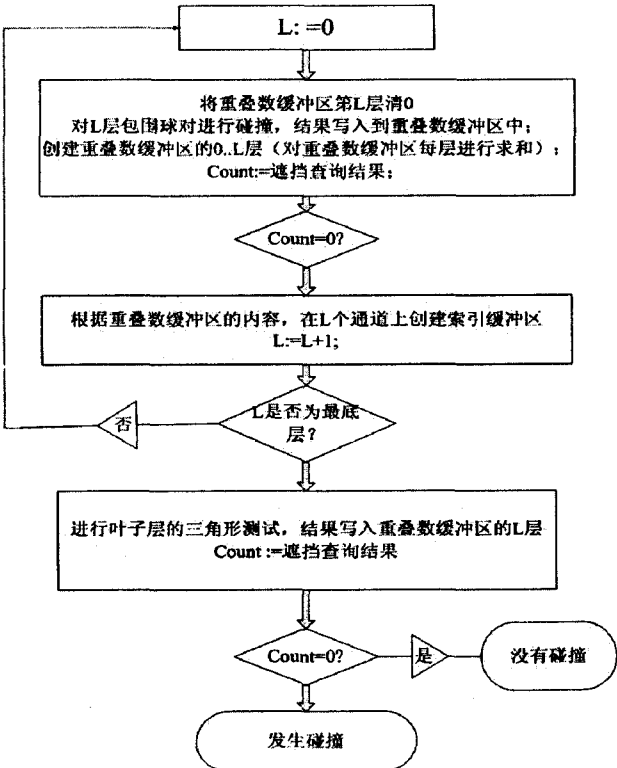 L: =0
将重叠数缓冲区第L层清0
对L层包围球对进行碰撞，结果写入到重叠数缓冲区中；
创建重叠数缓冲区的0..L层（对重叠数缓冲区每层进行求和）；
Count:=遮挡查询结果；
Count=0?
根据重叠数缓冲区的内容，在L个通道上创建索引缓冲区
L:=L+1;
L是否为最底
层？
否
进行叶子层的三角形测试，结果写入重叠数缓冲区的L层
Count :=遮挡查询结果
Count=0?
是
没有碰撞
发生碰撞